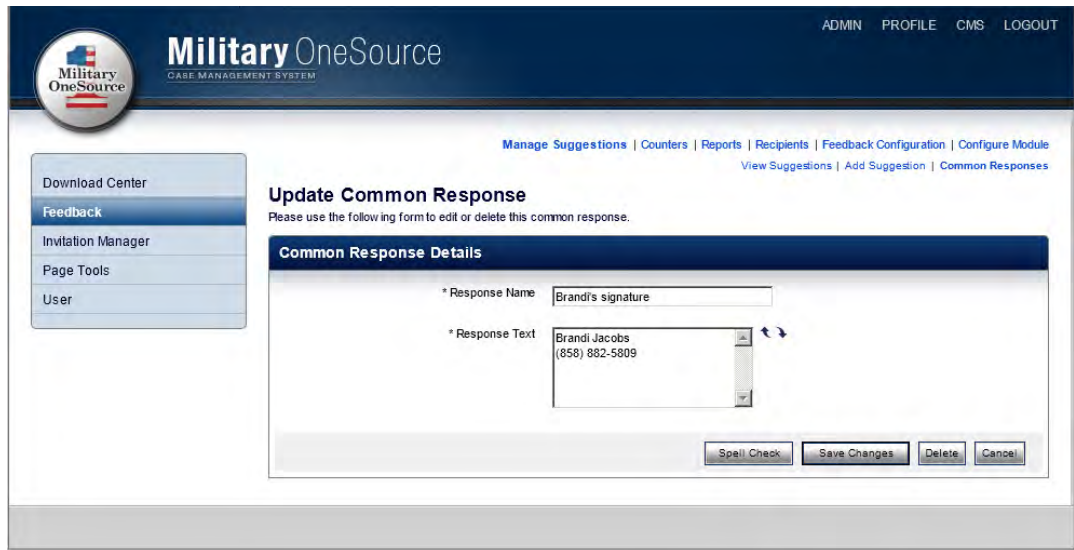 ADMIN PROFILE CMS LOGOUT
Military OneSource
CASE MANAGEMENT SYSTEM
Military
OneSource
Manage Suggestions | Counters | Reports | Recipients | Feedback Configuration | Configure Module
View Suggestions | Add Suggestion | Common Responses
Download Center
Feedback
Invitation Manager
Page Tools
User
Update Common Response
Please use the following form to edit or delete this common response.
Common Response Details
* Response Name Brandi's signature
* Response Text Brandi Jacobs
(858) 882-5809
Spell Check Save Changes Delete Cancel